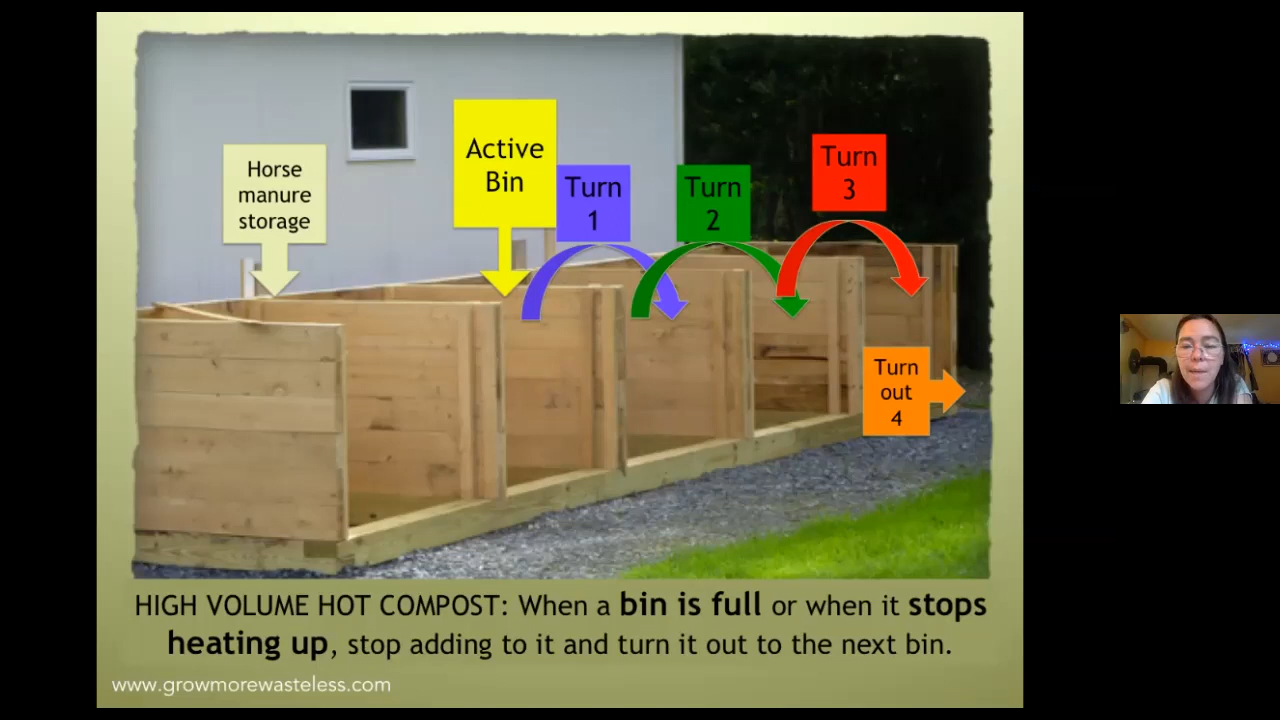 Horse
manure
storage
Active
Bin
Turn
1
Turn
2
Turn
3
Turn
out
4
HIGH VOLUME HOT COMPOST: When a bin is full or when it stops
heating up, stop adding to it and turn it out to the next bin.
www.growmorewasteless.com